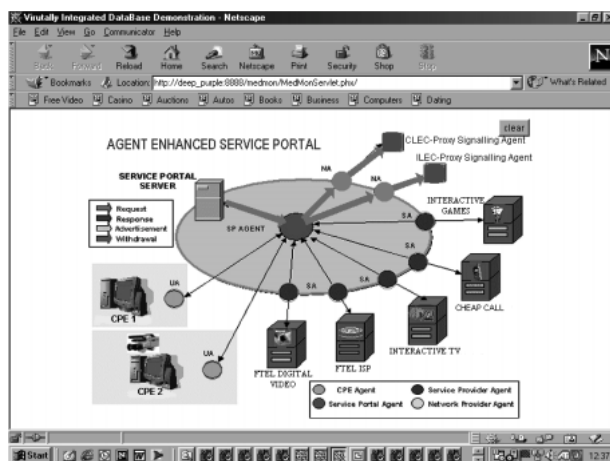 Virutally Integrated DataBase Demonstration - Netscape
File Edit View Go Communicator Help
Back Forward Reload Home Search Netscape Print Security Shop Stop
Bookmarks Location: http://deep_purple:8888/medmon/MedMonServlet.phx/ What's Related
Free Video Casino Auctions Autos Books Business Computers Dating
clear
AGENT ENHANCED SERVICE PORTAL
CLEC-Proxy Signalling Agent
ILEC-Proxy Signalling Agent
NA
NA
SERVICE PORTAL
SERVER
Request
Response
Advertisement
Withdrawal
SP AGENT
INTERACTIVE
GAMES
SA
SA
CHEAP CALL
SA
SA
INTERACTIVE TV
UA
CPE 1
UA
CPE 2
FTEL DIGITAL
VIDEO
FTEL ISP
CPE Agent
Service Provider Agent
Service Portal Agent
Network Provider Agent
Start
12:37